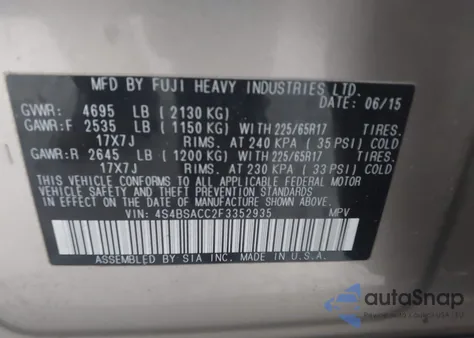 MFD BY FUJI HEAVY INDUSTRIES LTD.
DATE: 06/15
GVWR: 4695 LB ( 2130 KG)
GAWR:F 2535 LB ( 1150 KG) WITH 225/65R17 TIRES.
17X7J RIMS. AT 240 KPA ( 35 PSI) COLD
GAWR:R 2645 LB ( 1200 KG) WITH 225/65R17 TIRES.
17X7J RIMS. AT 230 KPA ( 33 PSI) COLD
THIS VEHICLE CONFORMS TO ALL APPLICABLE FEDERAL MOTOR
VEHICLE SAFETY, BUMPER, AND THEFT PREVENTION STANDARDS
IN EFFECT ON THE DATE OF MANUFACTURE SHOWN ABOVE.
VIN: 4S4BSACC2F3352935 MPV
ASSEMBLED BY SIA INC. MADE IN U.S.A.
autoSnap